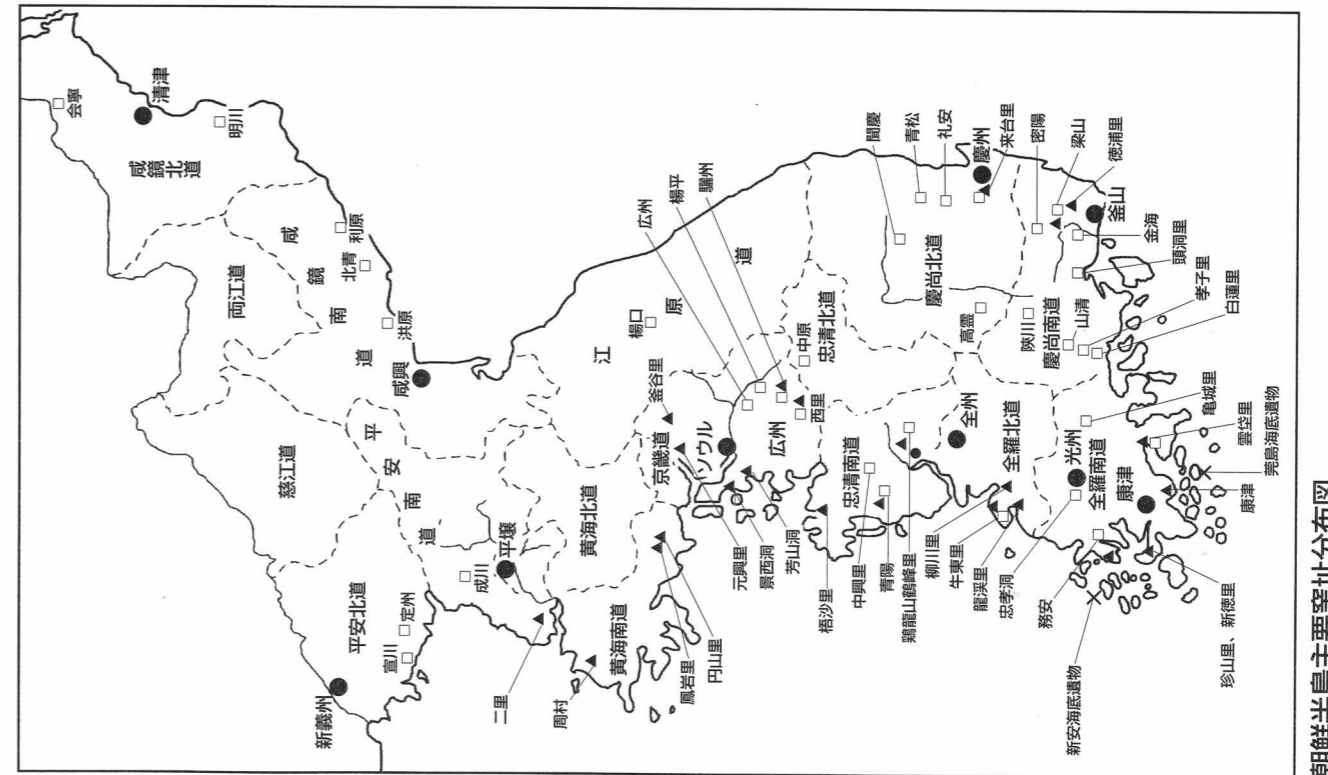 会寧
清津
明川
咸鏡北道
両江道
咸鏡南道
利原
北青
洪原
咸興
慈江道
平安南道
平安北道
新義州
宣川
定州
成川
平壌
二里
黄海北道
黄海南道
周村
鳳岩里
円山里
江原道
楊口
釜谷里
京畿道
ソウル
広州
楊平
驪州
広州
西里
元興里
景西洞
芳山洞
中原
忠清北道
忠清南道
梧沙里
中興里
青陽
鶏龍山鶴峰里
柳川里
牛東里
龍渓里
忠孝洞
務安
全州
全羅北道
光州
全羅南道
康津
新安海底遺物
珍山里、新徳里
康津
莞島海底遺物
雲垈里
亀城里
聞慶
青松
礼安
慶州
来台里
密陽
梁山
徳浦里
釜山
金海
頭洞里
孝子里
白蓮里
慶尚北道
高霊
陜川
慶尚南道
山清
朝鮮半島主要窯址分布図